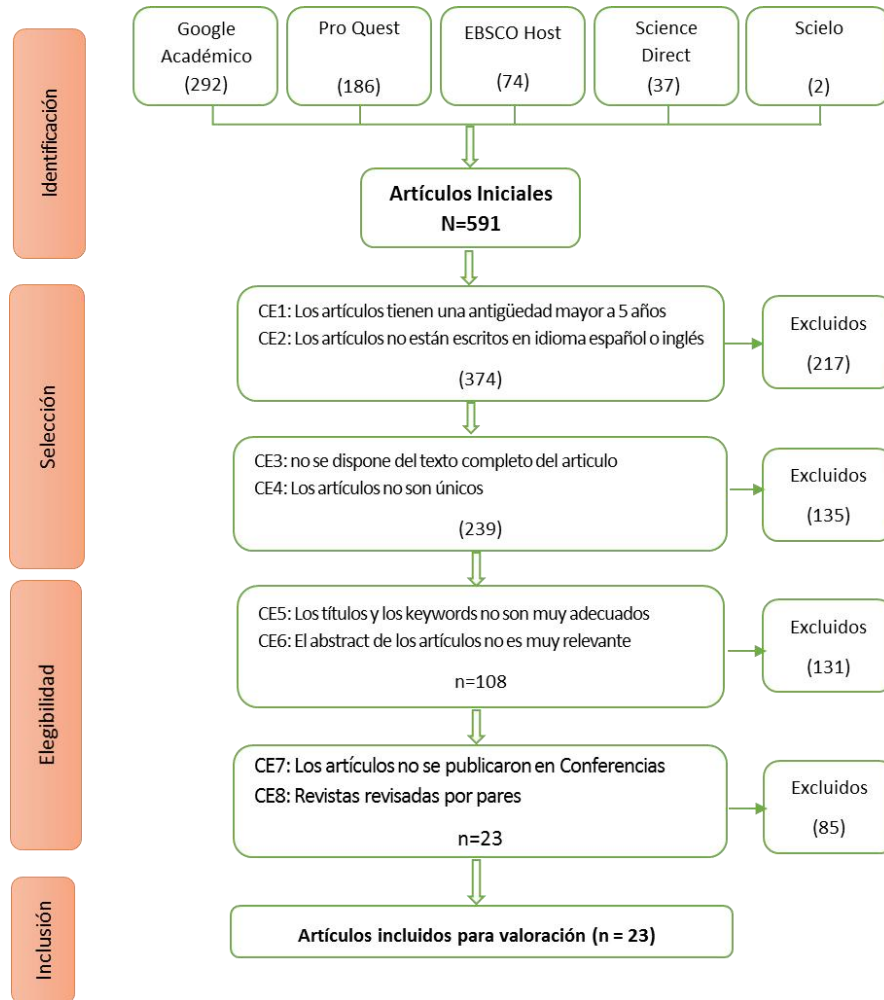 Identificación
Google
Académico
(292)
Pro Quest
(186)
EBSCO Host
(74)
Science
Direct
(37)
Scielo
(2)
Artículos Iniciales
N=591
Selección
CE1: Los artículos tienen una antigüedad mayor a 5 años
CE2: Los artículos no están escritos en idioma español o inglés
(374)
Excluidos
(217)
CE3: no se dispone del texto completo del articulo
CE4: Los artículos no son únicos
(239)
Excluidos
(135)
Elegibilidad
CE5: Los títulos y los keywords no son muy adecuados
CE6: El abstract de los artículos no es muy relevante
n=108
Excluidos
(131)
CE7: Los artículos no se publicaron en Conferencias
CE8: Revistas revisadas por pares
n=23
Excluidos
(85)
Inclusión
Artículos incluidos para valoración (n = 23)